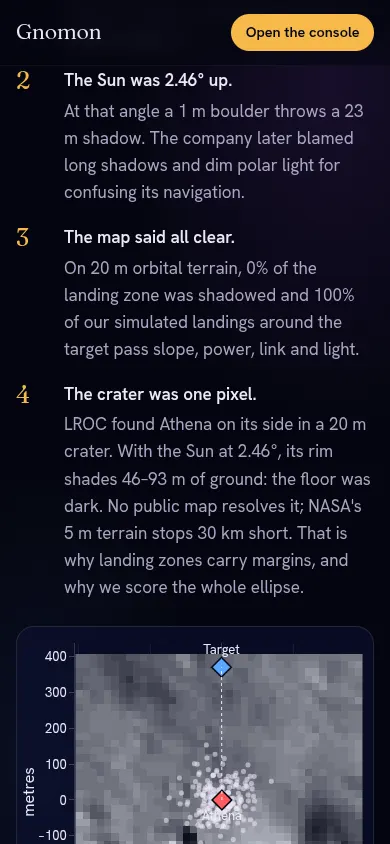 Gnomon
Open the console
2
The Sun was 2.46° up.
At that angle a 1 m boulder throws a 23
m shadow. The company later blamed
long shadows and dim polar light for
confusing its navigation.
3
The map said all clear.
On 20 m orbital terrain, 0% of the
landing zone was shadowed and 100%
of our simulated landings around the
target pass slope, power, link and light.
4
The crater was one pixel.
LROC found Athena on its side in a 20 m
crater. With the Sun at 2.46°, its rim
shades 46–93 m of ground: the floor was
dark. No public map resolves it; NASA's
5 m terrain stops 30 km short. That is
why landing zones carry margins, and
why we score the whole ellipse.
Target
400
300
200
100
0
Athena
−100
metres